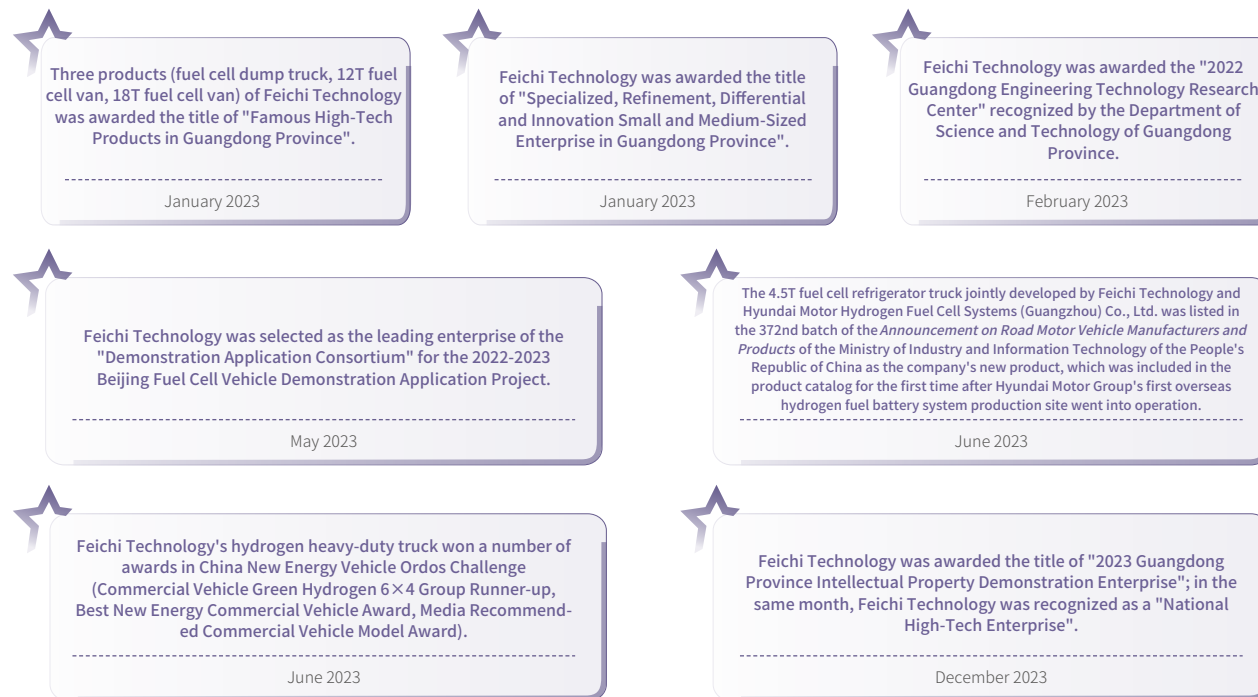 Three products (fuel cell dump truck, 12T fuel
cell van, 18T fuel cell van) of Feichi Technology
was awarded the title of "Famous High-Tech
Products in Guangdong Province".
January 2023
Feichi Technology was awarded the title
of "Specialized, Refinement, Differential
and Innovation Small and Medium-Sized
Enterprise in Guangdong Province".
January 2023
Feichi Technology was awarded the "2022
Guangdong Engineering Technology Research
Center" recognized by the Department of
Science and Technology of Guangdong
Province.
February 2023
Feichi Technology was selected as the leading enterprise of the
"Demonstration Application Consortium" for the 2022-2023
Beijing Fuel Cell Vehicle Demonstration Application Project.
May 2023
The 4.5T fuel cell refrigerator truck jointly developed by Feichi Technology and
Hyundai Motor Hydrogen Fuel Cell Systems (Guangzhou) Co., Ltd. was listed in
the 372nd batch of the Announcement on Road Motor Vehicle Manufacturers and
Products of the Ministry of Industry and Information Technology of the People's
Republic of China as the company's new product, which was included in the
product catalog for the first time after Hyundai Motor Group's first overseas
hydrogen fuel battery system production site went into operation.
June 2023
Feichi Technology's hydrogen heavy-duty truck won a number of
awards in China New Energy Vehicle Ordos Challenge
(Commercial Vehicle Green Hydrogen 6×4 Group Runner-up,
Best New Energy Commercial Vehicle Award, Media Recommend-
ed Commercial Vehicle Model Award).
June 2023
Feichi Technology was awarded the title of "2023 Guangdong
Province Intellectual Property Demonstration Enterprise"; in the
same month, Feichi Technology was recognized as a "National
High-Tech Enterprise".
December 2023